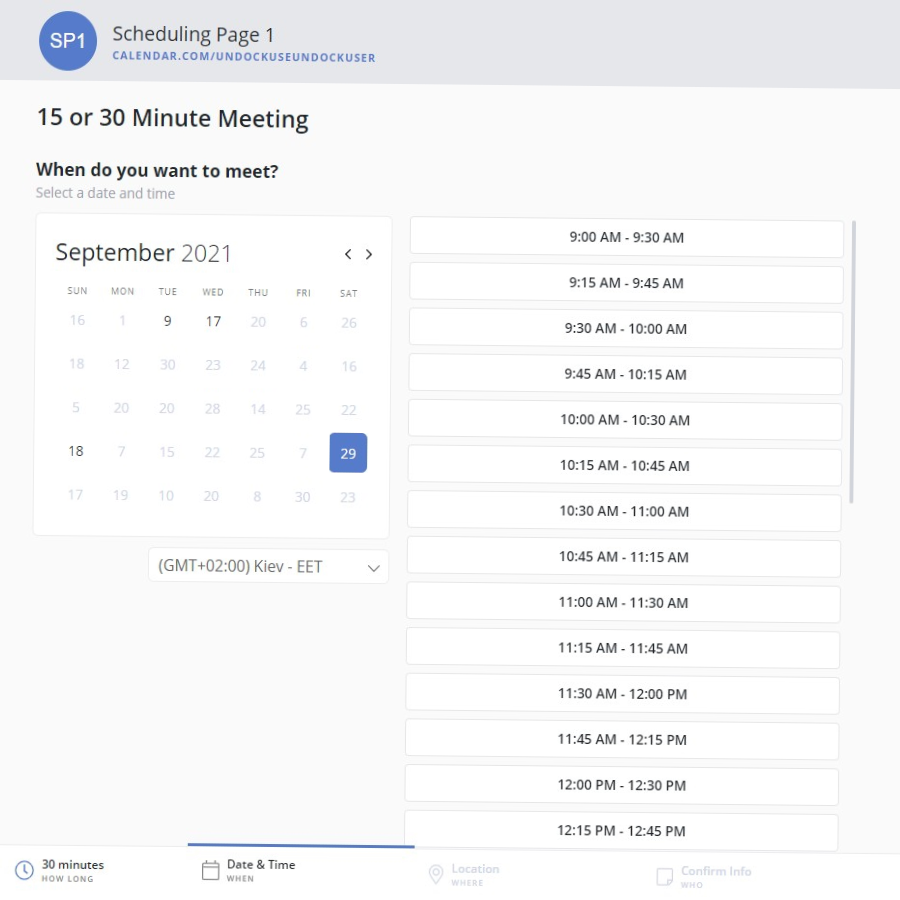 SP1
Scheduling Page 1
CALENDAR.COM/UNDOCKUSEUNDOCKUSER
15 or 30 Minute Meeting
When do you want to meet?
Select a date and time
September 2021
SUN MON TUE WED THU FRI SAT
16 1 9 17 20 6 26
18 12 30 23 24 4 16
5 20 20 28 14 25 22
18 7 15 22 25 7 29
17 19 10 20 8 30 23
(GMT+02:00) Kiev - EET
9:00 AM - 9:30 AM
9:15 AM - 9:45 AM
9:30 AM - 10:00 AM
9:45 AM - 10:15 AM
10:00 AM - 10:30 AM
10:15 AM - 10:45 AM
10:30 AM - 11:00 AM
10:45 AM - 11:15 AM
11:00 AM - 11:30 AM
11:15 AM - 11:45 AM
11:30 AM - 12:00 PM
11:45 AM - 12:15 PM
12:00 PM - 12:30 PM
12:15 PM - 12:45 PM
30 minutes
HOW LONG
Date & Time
WHEN
Location
WHERE
Confirm Info
WHO